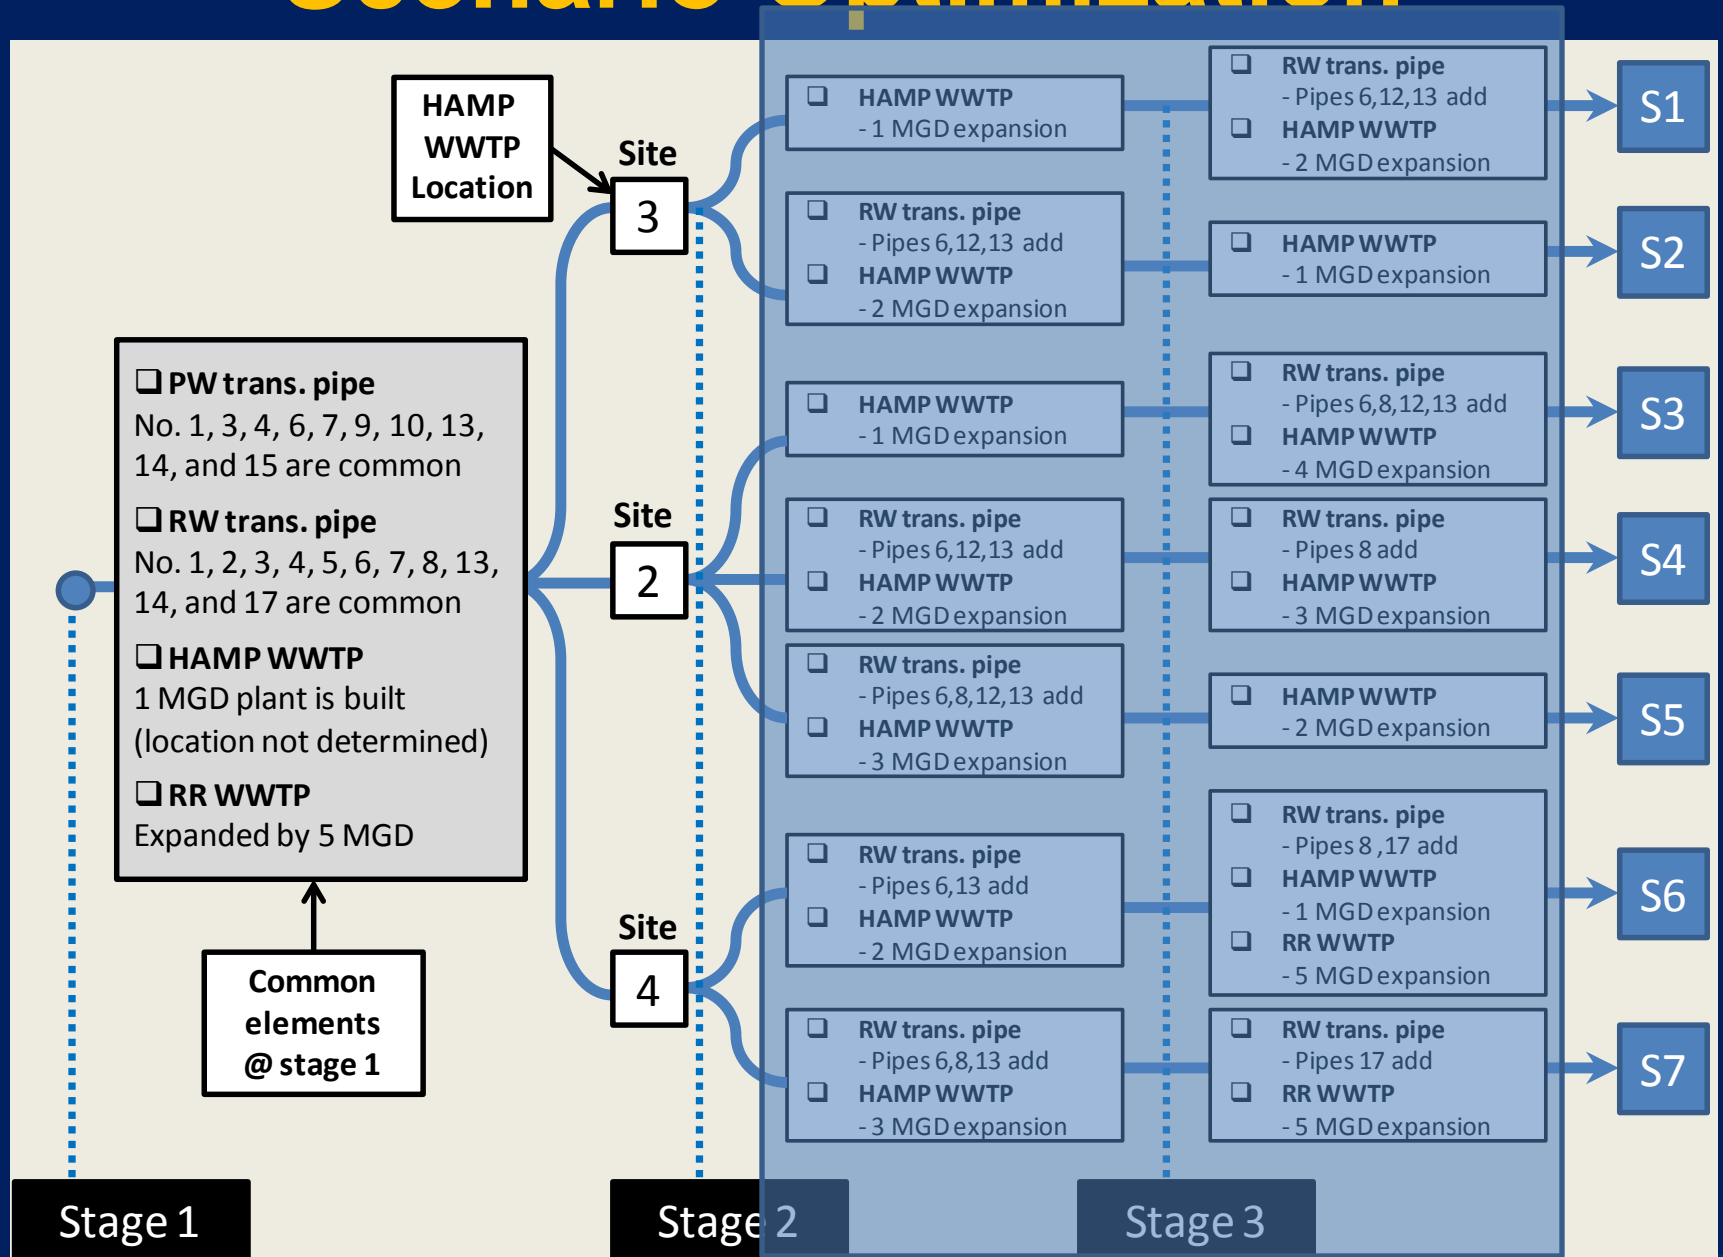 Scenario Optimization
HAMP
WWTP
Location
❑ PW trans. pipe
No. 1, 3, 4, 6, 7, 9, 10, 13,
14, and 15 are common
❑ RW trans. pipe
No. 1, 2, 3, 4, 5, 6, 7, 8, 13,
14, and 17 are common
❑ HAMP WWTP
1 MGD plant is built
(location not determined)
❑ RR WWTP
Expanded by 5 MGD
Common
elements
@ stage 1
Site
3
❑ HAMP WWTP
- 1 MGD expansion
❑ RW trans. pipe
- Pipes 6,12,13 add
❑ HAMP WWTP
- 2 MGD expansion
S1
❑ RW trans. pipe
- Pipes 6,12,13 add
❑ HAMP WWTP
- 2 MGD expansion
❑ HAMP WWTP
- 1 MGD expansion
S2
Site
2
❑ HAMP WWTP
- 1 MGD expansion
❑ RW trans. pipe
- Pipes 6,8,12,13 add
❑ HAMP WWTP
- 4 MGD expansion
S3
❑ RW trans. pipe
- Pipes 6,12,13 add
❑ HAMP WWTP
- 2 MGD expansion
❑ RW trans. pipe
- Pipes 8 add
❑ HAMP WWTP
- 3 MGD expansion
S4
❑ RW trans. pipe
- Pipes 6,8,12,13 add
❑ HAMP WWTP
- 3 MGD expansion
❑ HAMP WWTP
- 2 MGD expansion
S5
Site
4
❑ RW trans. pipe
- Pipes 6,13 add
❑ HAMP WWTP
- 2 MGD expansion
❑ RW trans. pipe
- Pipes 8 ,17 add
❑ HAMP WWTP
- 1 MGD expansion
❑ RR WWTP
- 5 MGD expansion
S6
❑ RW trans. pipe
- Pipes 6,8,13 add
❑ HAMP WWTP
- 3 MGD expansion
❑ RW trans. pipe
- Pipes 17 add
❑ RR WWTP
- 5 MGD expansion
S7
Stage 1
Stage 2
Stage 3